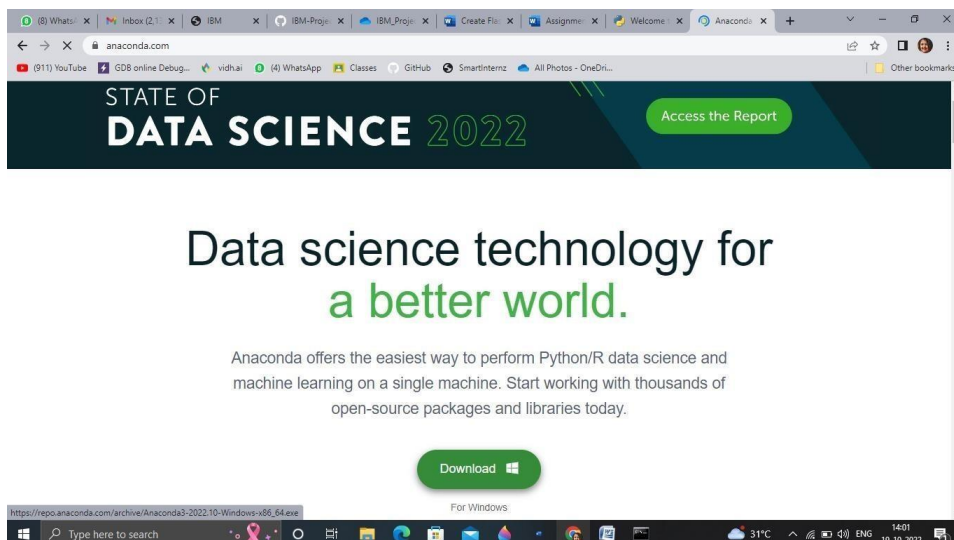 (8) Whats
Inbox (2,1
IBM
IBM-Proje
IBM_Proje
Create Fla
Assignmer
Welcome
Anaconda
anaconda.com
(911) YouTube GDB online Debug... vidh.ai (4) WhatsApp Classes GitHub SmartInternz All Photos - OneDri... Other bookmarks
STATE OF
DATA SCIENCE 2022
Access the Report
Data science technology for
a better world.
Anaconda offers the easiest way to perform Python/R data science and
machine learning on a single machine. Start working with thousands of
open-source packages and libraries today.
Download
For Windows
https://repo.anaconda.com/archive/Anaconda3-2022.10-Windows-x86_64.exe
Type here to search
31°C ENG 14:01